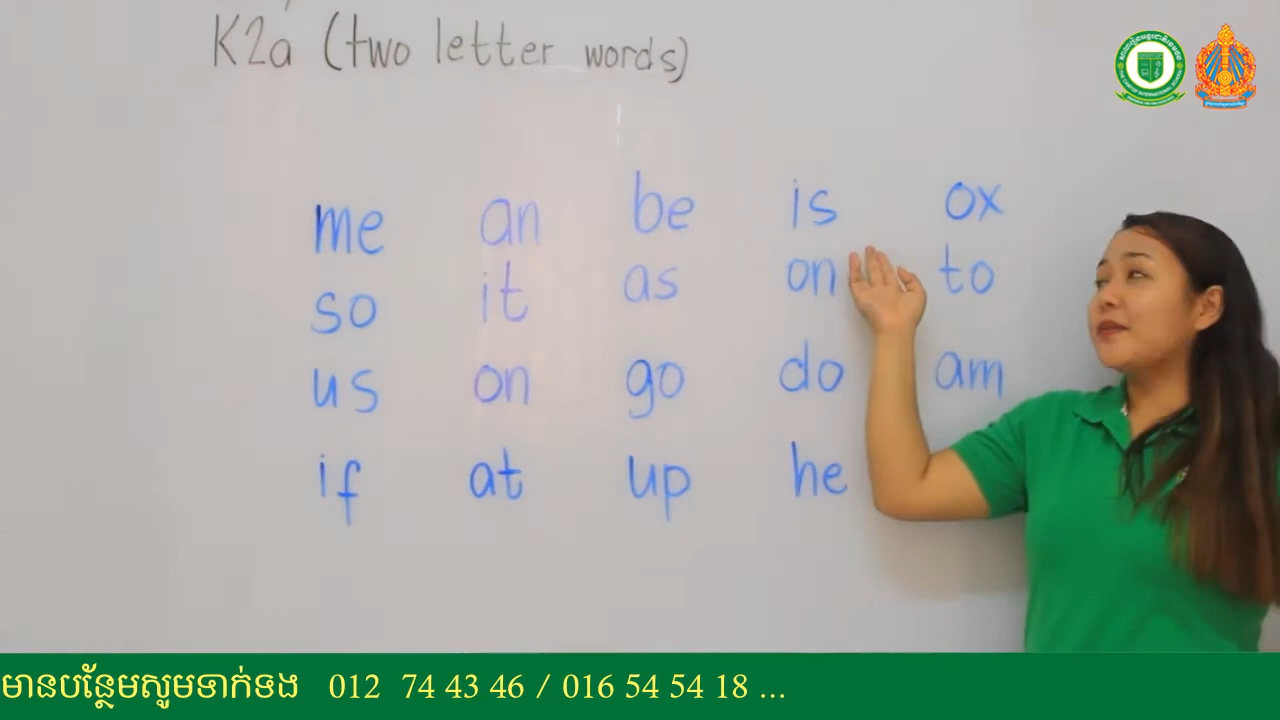 K2a (two letter words)
me an be is ox
so it as on to
us on go do am
if at up he
មានបន្ថែមសូមទាក់ទង 012 74 43 46 / 016 54 54 18 ...